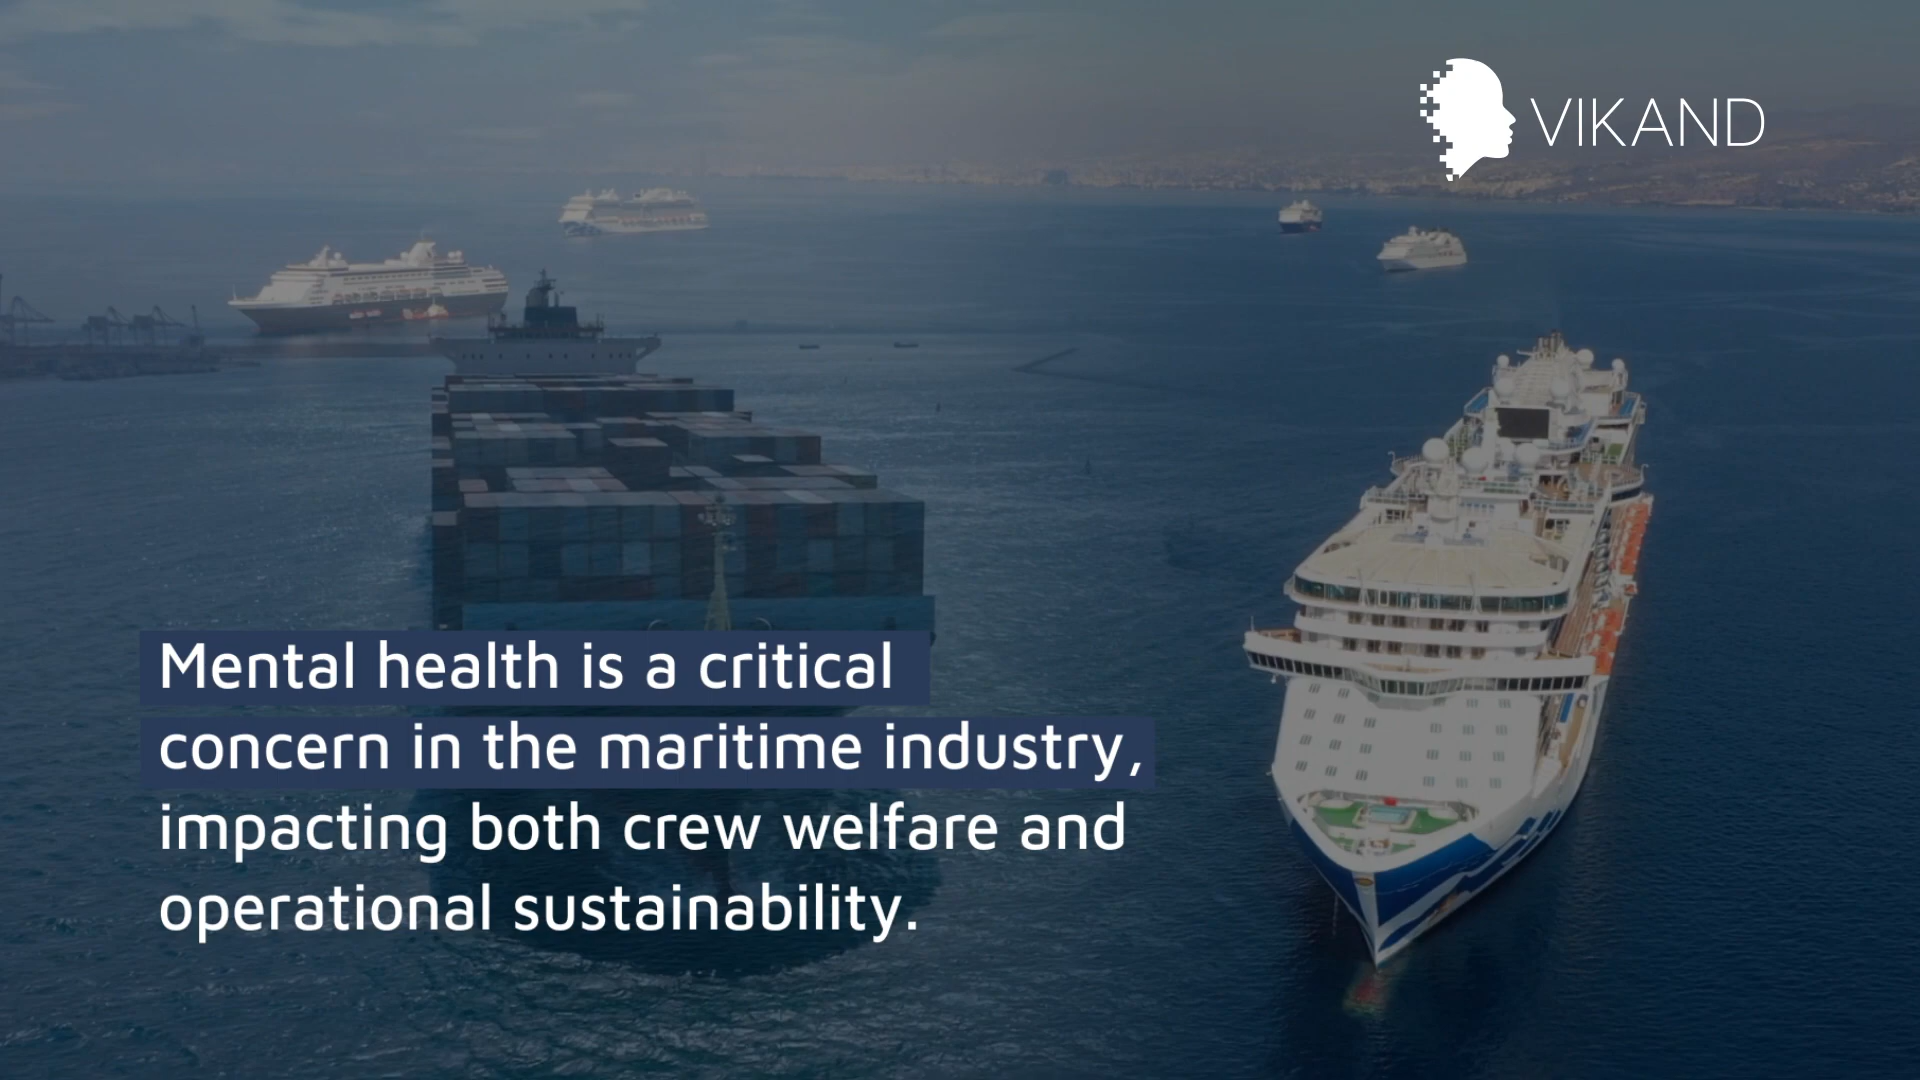 VIKAND
Mental health is a critical
concern in the maritime industry,
impacting both crew welfare and
operational sustainability.